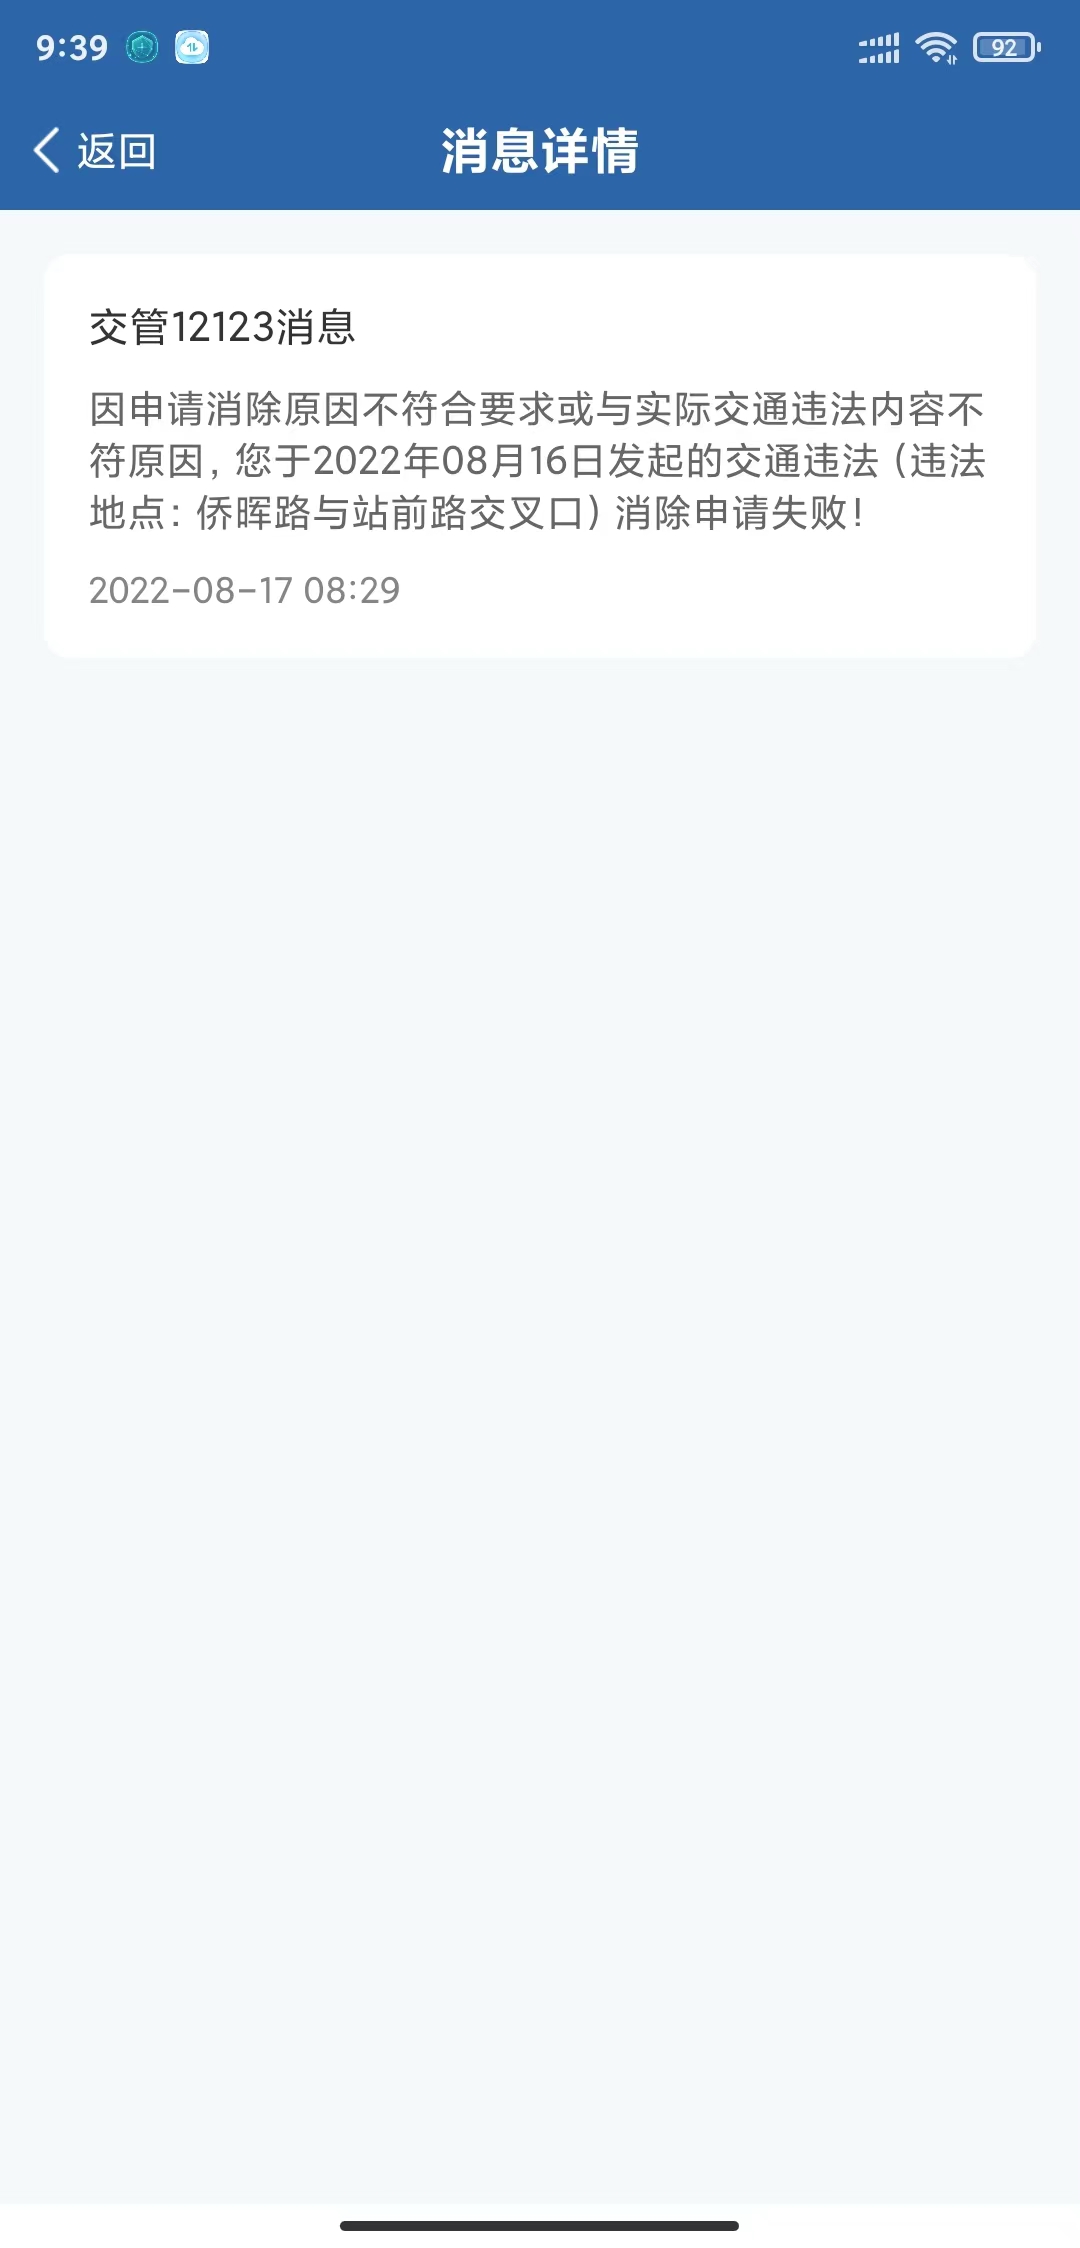 9:39
92
返回
消息详情
交管12123消息
因申请消除原因不符合要求或与实际交通违法内容不
符原因,您于2022年08月16日发起的交通违法(违法
地点:侨晖路与站前路交叉口)消除申请失败!
2022-08-17 08:29